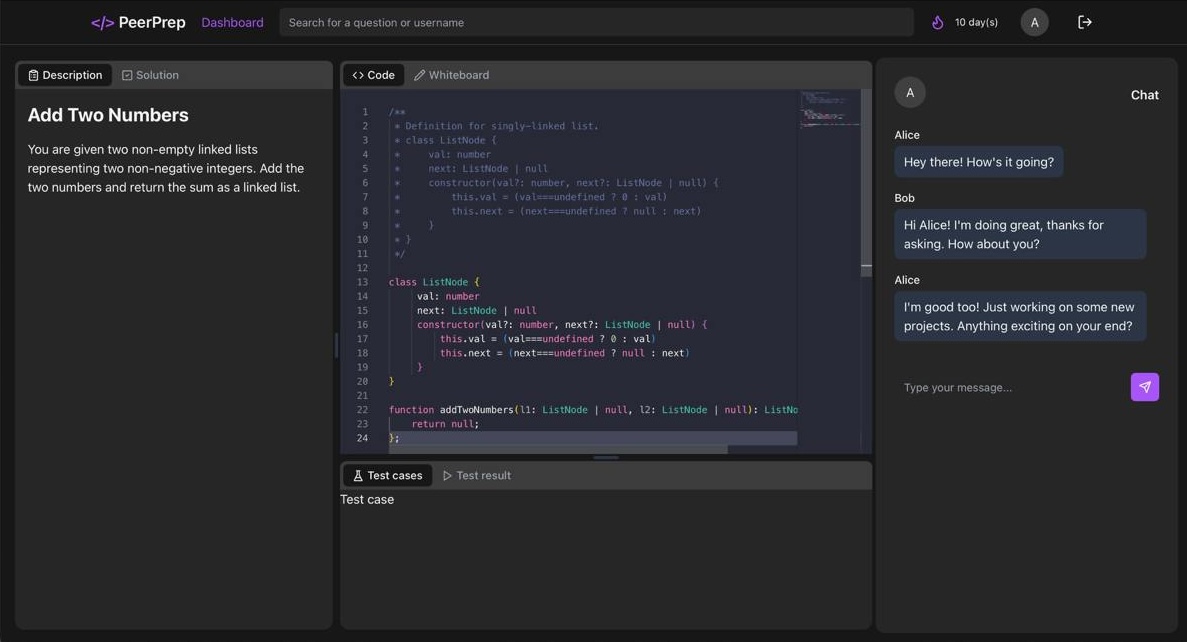 </> PeerPrep
Dashboard
Search for a question or username
10 day(s)
A
Description
Solution
Add Two Numbers
You are given two non-empty linked lists
representing two non-negative integers. Add the
two numbers and return the sum as a linked list.
<> Code
Whiteboard
1 /**
2 * Definition for singly-linked list.
3 * class ListNode {
4 *     val: number
5 *     next: ListNode | null
6 *     constructor(val?: number, next?: ListNode | null) {
7 *         this.val = (val===undefined ? 0 : val)
8 *         this.next = (next===undefined ? null : next)
9 *     }
10 * }
11 */
12
13 class ListNode {
14     val: number
15     next: ListNode | null
16     constructor(val?: number, next?: ListNode | null) {
17         this.val = (val===undefined ? 0 : val)
18         this.next = (next===undefined ? null : next)
19     }
20 }
21
22 function addTwoNumbers(l1: ListNode | null, l2: ListNode | null): ListNo
23     return null;
24 };
Test cases
Test result
Test case
A
Chat
Alice
Hey there! How's it going?
Bob
Hi Alice! I'm doing great, thanks for
asking. How about you?
Alice
I'm good too! Just working on some new
projects. Anything exciting on your end?
Type your message...